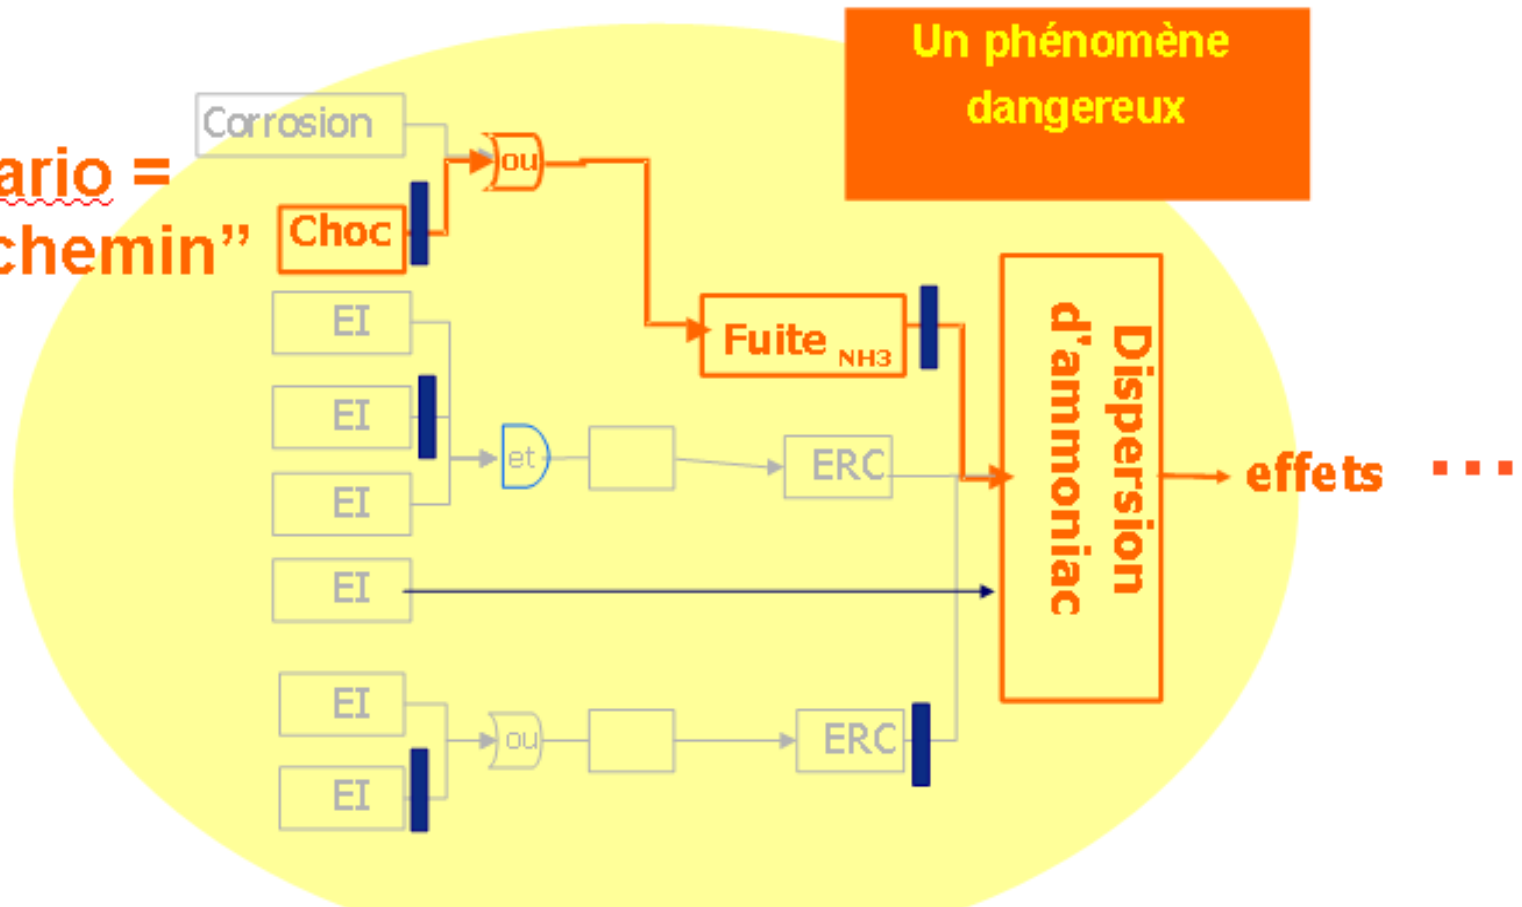 Un phénomène
dangereux
Corrosion
ario =
chemin”
ou
Choc
EI
Fuite NH3
EI
et
ERC
EI
EI
Dispersion
d'ammoniac
effets ...
EI
ou
ERC
EI